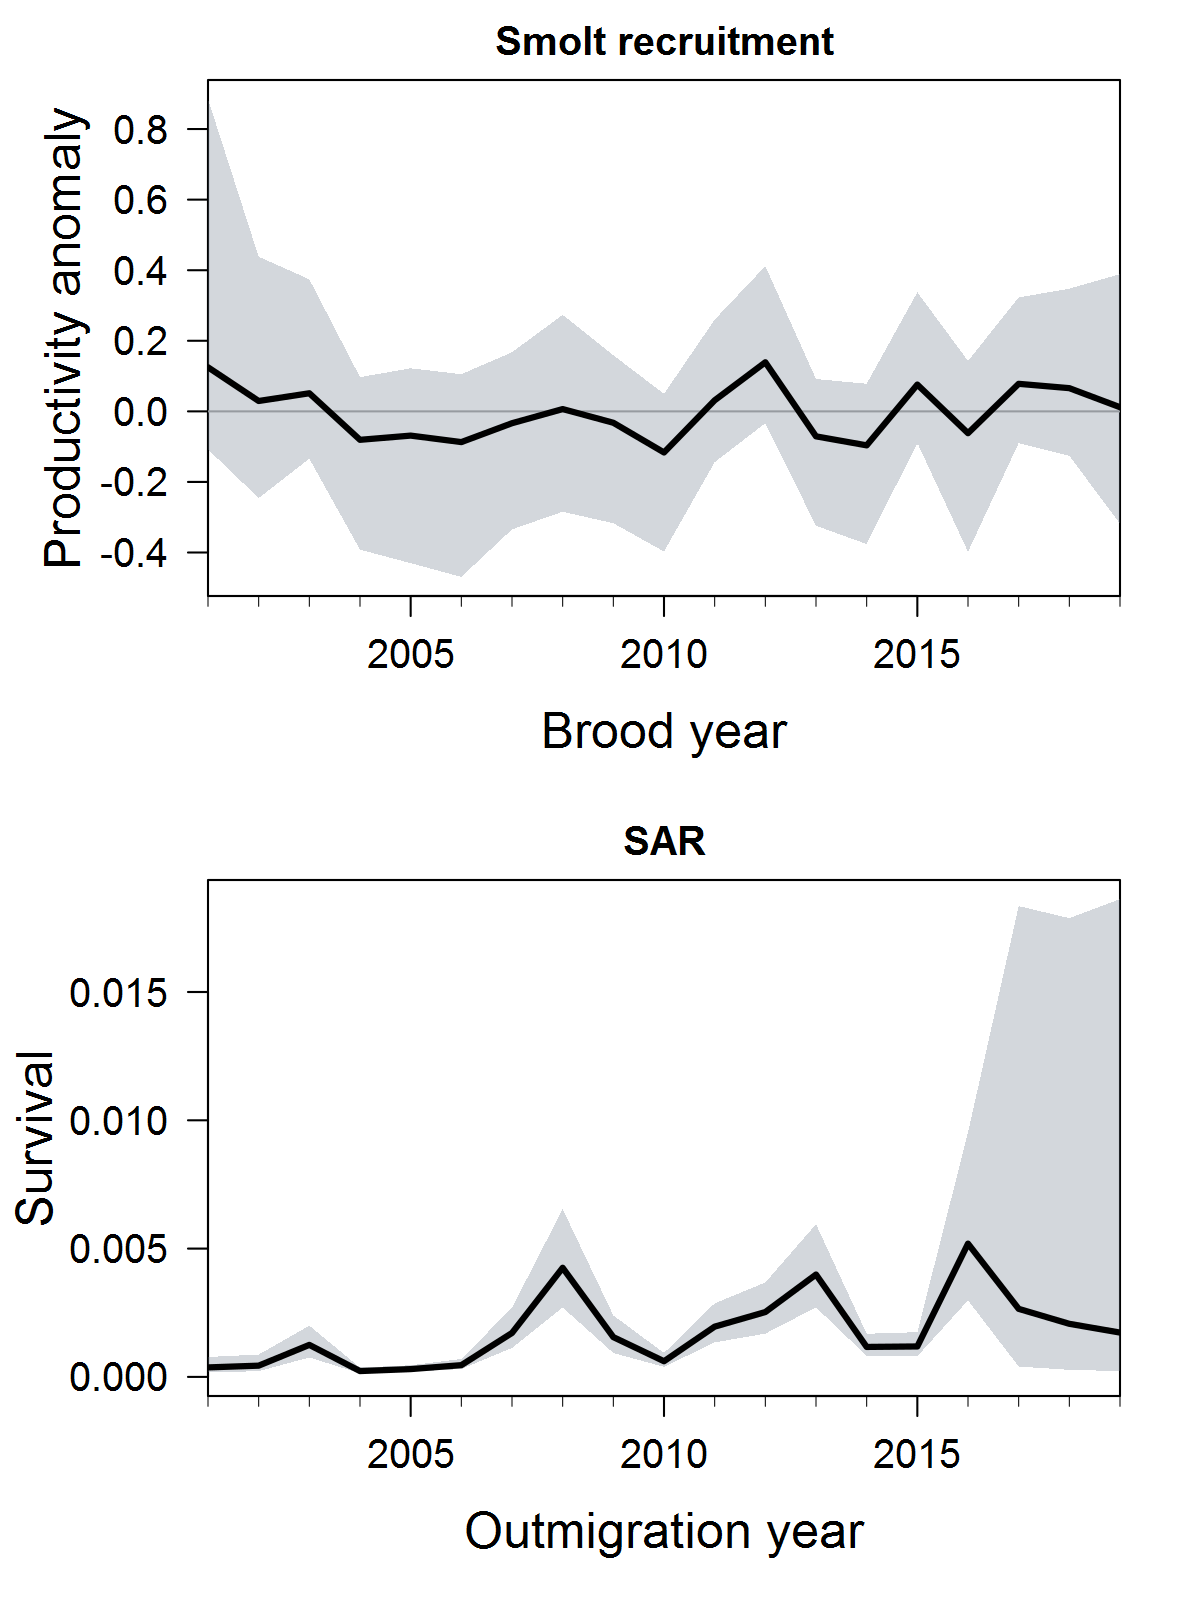 Smolt recruitment
Productivity anomaly
0.8
0.6
0.4
0.2
0.0
-0.2
-0.4
2005 2010 2015
Brood year
SAR
Survival
0.015
0.010
0.005
0.000
2005 2010 2015
Outmigration year